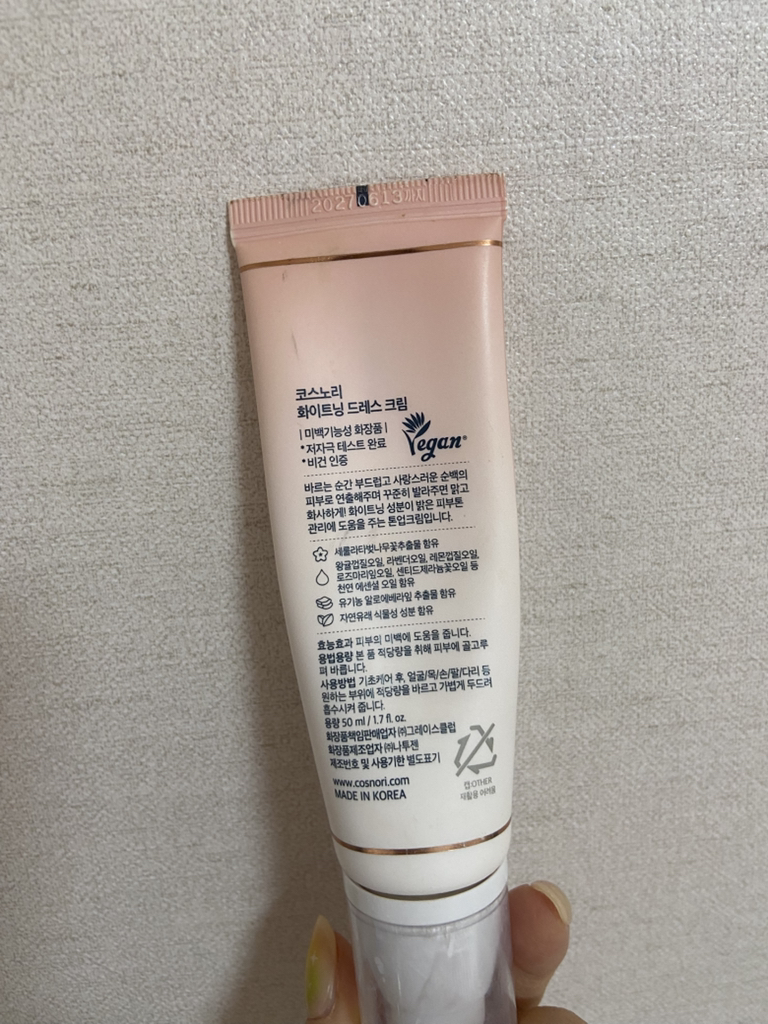 20270613까지
코스노리
화이트닝 드레스 크림
| 미백기능성 화장품 |
•저자극 테스트 완료
•비건 인증
Vegan®
바르는 순간 부드럽고 사랑스러운 순백의
피부로 연출해주며 꾸준히 발라주면 맑고
화사하게! 화이트닝 성분이 밝은 피부톤
관리에 도움을 주는 톤업크림입니다.
세룰라타벚나무꽃추출물 함유
왕귤껍질오일, 라벤더오일, 레몬껍질오일,
로즈마리잎오일, 센티드제라늄꽃오일 등
천연 에센셜 오일 함유
유기농 알로에베라잎 추출물 함유
자연유래 식물성 성분 함유
효능효과 피부의 미백에 도움을 줍니다.
용법용량 본 품 적당량을 취해 피부에 골고루
펴 바릅니다.
사용방법 기초케어 후, 얼굴/목/손/팔/다리 등
원하는 부위에 적당량을 바르고 가볍게 두드려
흡수시켜 줍니다.
용량 50 ml / 1.7 fl. oz.
화장품책임판매업자 ㈜그레이스클럽
화장품제조업자 ㈜나투젠
제조번호 및 사용기한 별도표기
www.cosnori.com
MADE IN KOREA
캡:OTHER
재활용 어려움